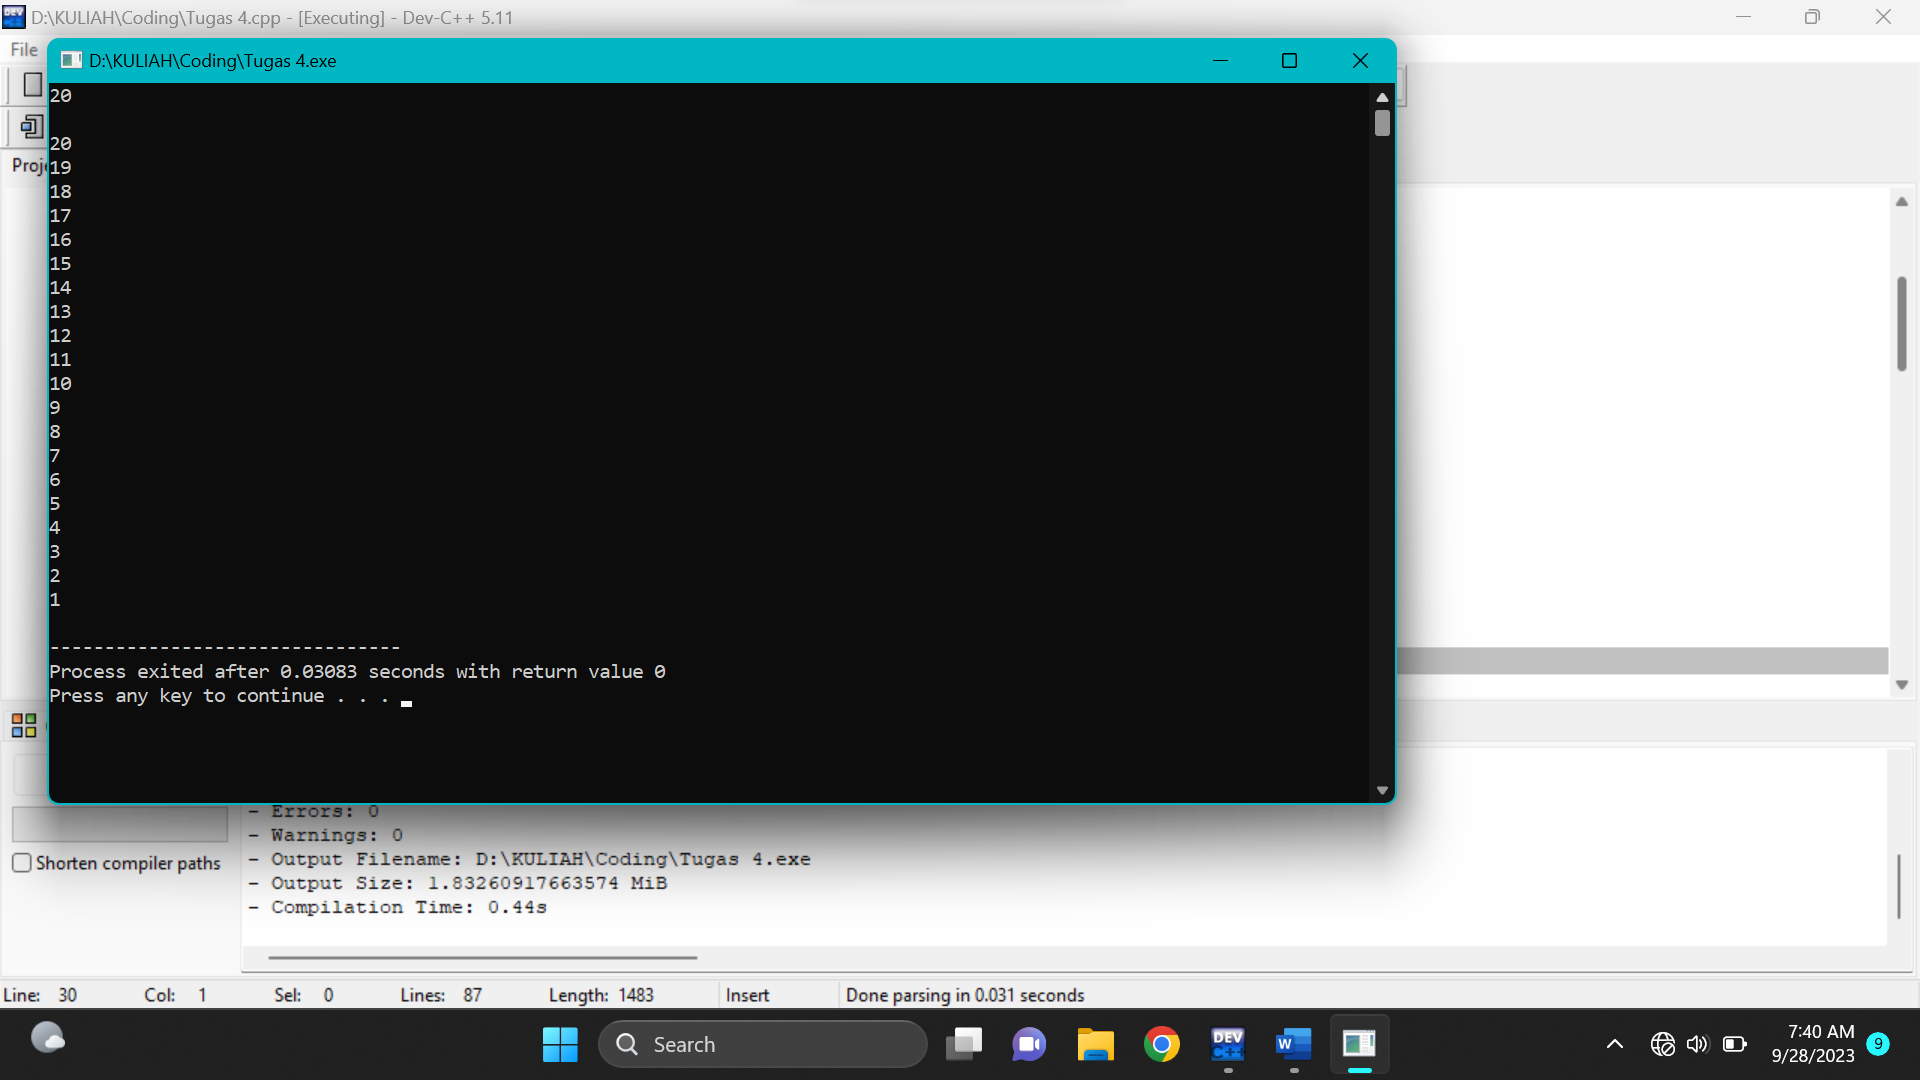 D:\KULIAH\Coding\Tugas 4.cpp - [Executing] - Dev-C++ 5.11
File
D:\KULIAH\Coding\Tugas 4.exe
20
20
19
18
17
16
15
14
13
12
11
10
9
8
7
6
5
4
3
2
1
--------------------------------
Process exited after 0.03083 seconds with return value 0
Press any key to continue . . .
- Errors: 0
- Warnings: 0
- Output Filename: D:\KULIAH\Coding\Tugas 4.exe
- Output Size: 1.83260917663574 MiB
- Compilation Time: 0.44s
Shorten compiler paths
Line: 30 Col: 1 Sel: 0 Lines: 87 Length: 1483 Insert Done parsing in 0.031 seconds
Search
DEV
C++
W
7:40 AM
9/28/2023
9